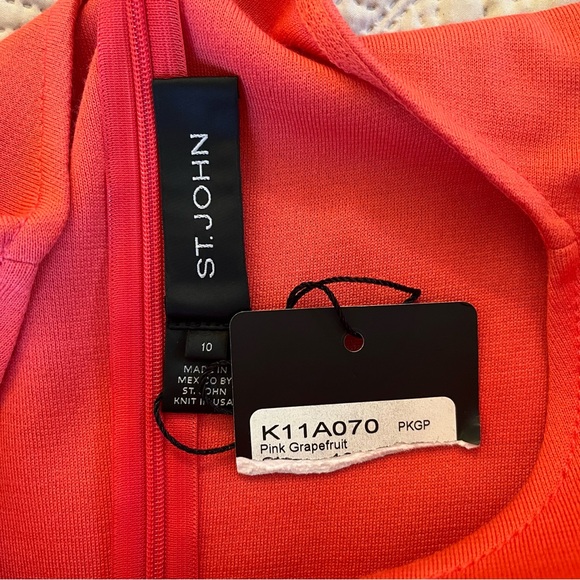 ST. JOHN
10
MADE IN
MEXICO BY
ST. JOHN
KNIT IN USA
K11A070 PKGP
Pink Grapefruit